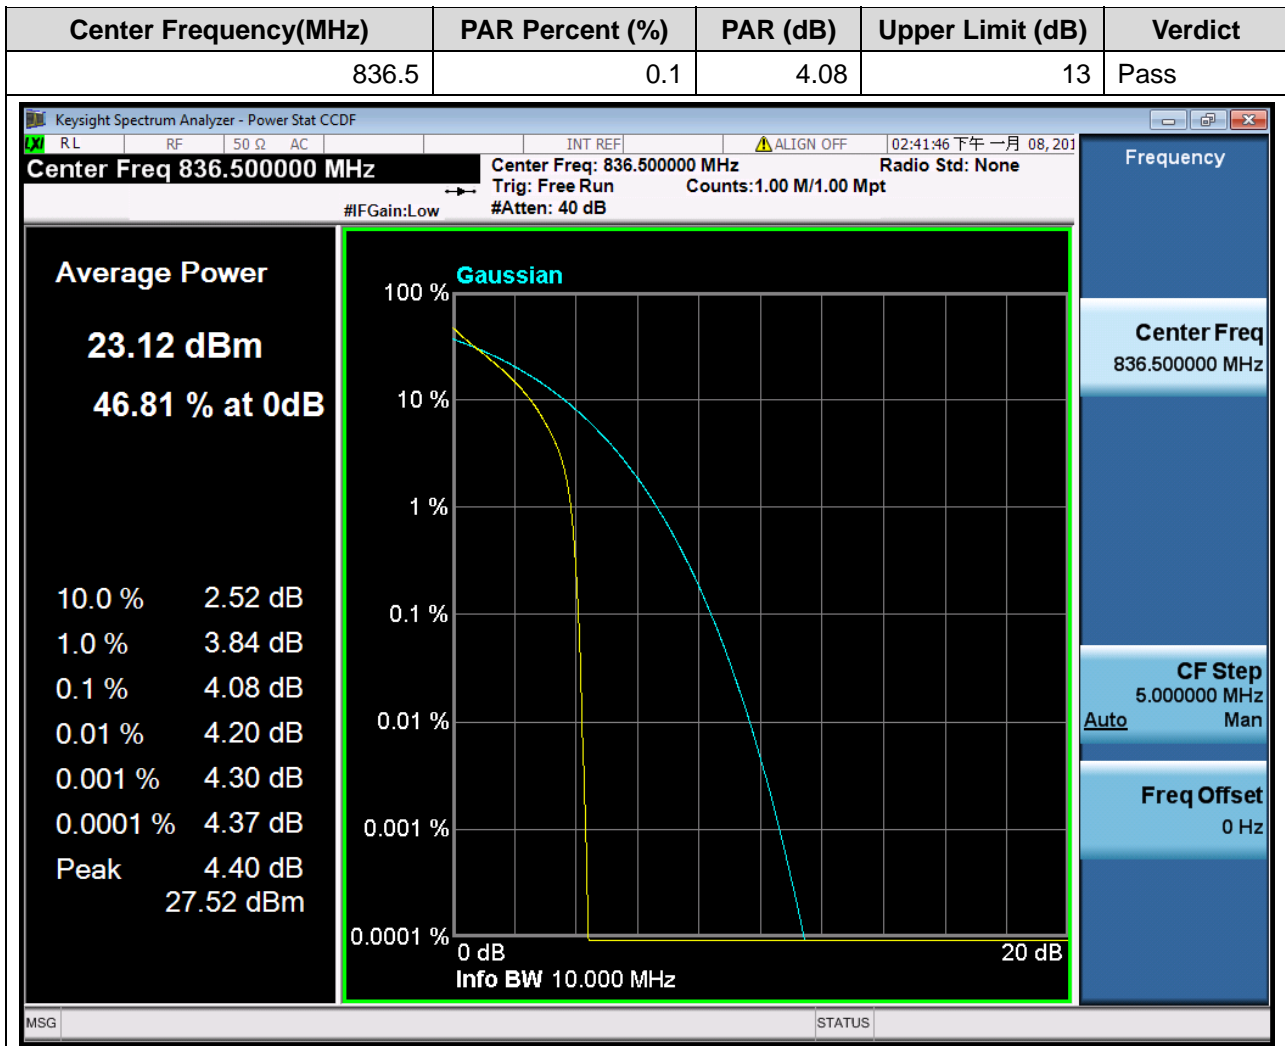 Center Frequency(MHz) PAR Percent (%) PAR (dB) Upper Limit (dB) Verdict
836.5 0.1 4.08 13 Pass
Keysight Spectrum Analyzer - Power Stat CCDF
LXI RL RF 50 Ω AC INT REF ALIGN OFF 02:41:46 下午 一月 08, 201
Center Freq 836.500000 MHz
Center Freq: 836.500000 MHz Radio Std: None
Trig: Free Run Counts:1.00 M/1.00 Mpt
#IFGain:Low #Atten: 40 dB
Average Power
23.12 dBm
46.81 % at 0dB
10.0 % 2.52 dB
1.0 % 3.84 dB
0.1 % 4.08 dB
0.01 % 4.20 dB
0.001 % 4.30 dB
0.0001 % 4.37 dB
Peak 4.40 dB
27.52 dBm
Gaussian
100 %
10 %
1 %
0.1 %
0.01 %
0.001 %
0.0001 %
0 dB 20 dB
Info BW 10.000 MHz
Frequency
Center Freq
836.500000 MHz
CF Step
5.000000 MHz
Auto Man
Freq Offset
0 Hz
MSG STATUS